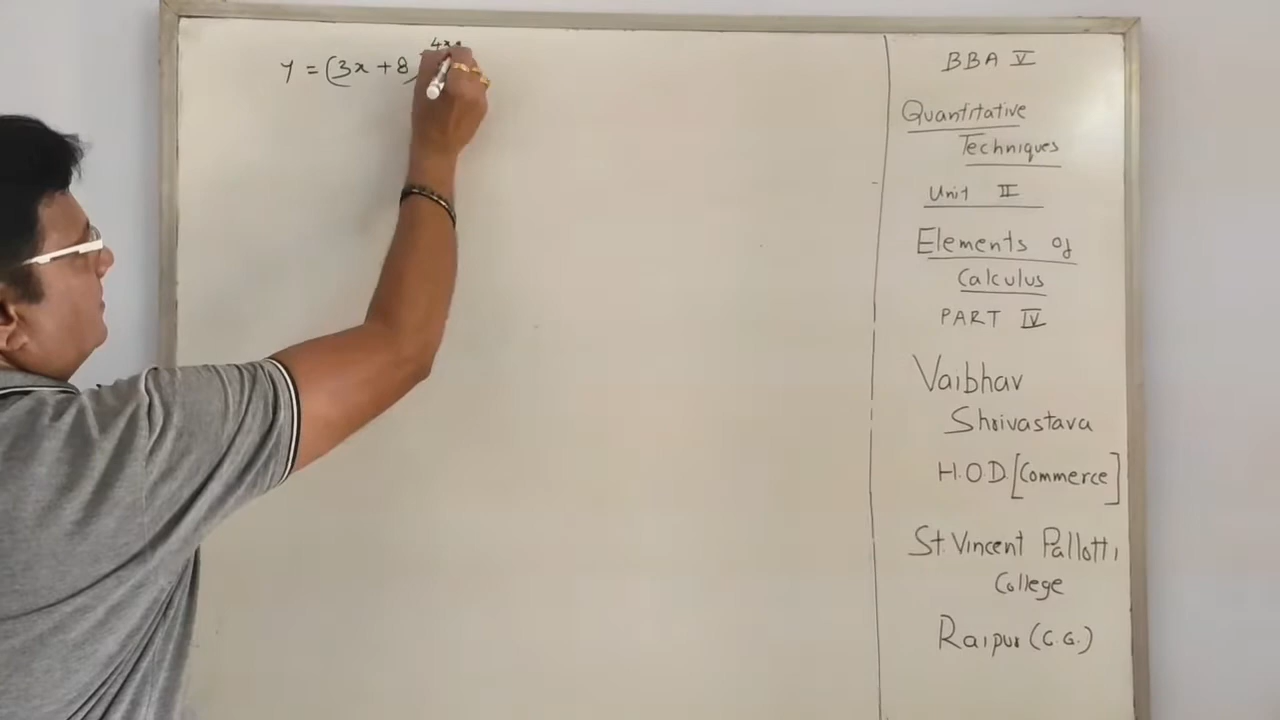 y = (3x + 8)^4x
BBA V
Quantitative
Techniques
Unit II
Elements of
Calculus
PART IV
Vaibhav
Shrivastava
H.O.D. [Commerce]
St. Vincent Pallotti
College
Raipur (C.G.)